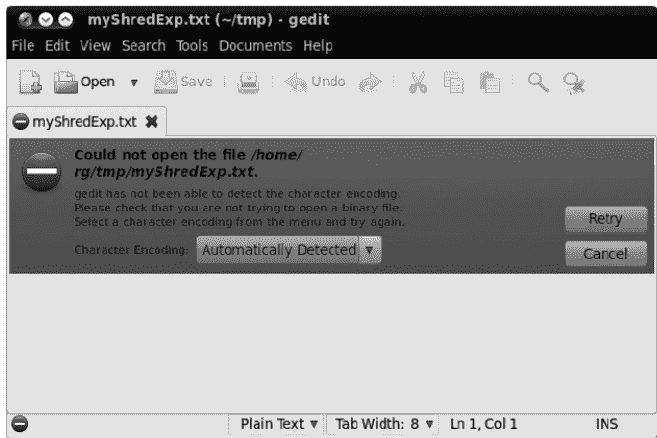 myShredExp.txt (~/tmp) - gedit
File Edit View Search Tools Documents Help
Open Save Undo
myShredExp.txt
Could not open the file /home/
rg/tmp/myShredExp.txt.
gedit has not been able to detect the character encoding.
Please check that you are not trying to open a binary file.
Select a character encoding from the menu and try again.
Retry
Character Encoding: Automatically Detected
Cancel
Plain Text Tab Width: 8 Ln 1, Col 1 INS